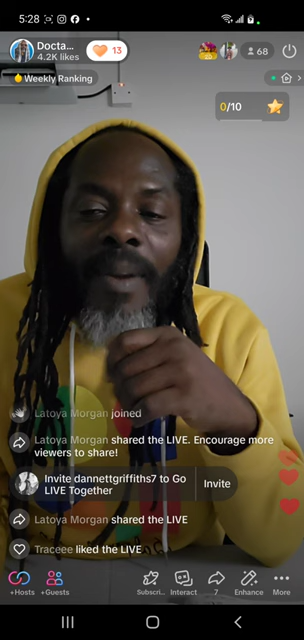 5:28
Docta...
4.2K likes
13
68
Weekly Ranking
0/10
Latoya Morgan joined
Latoya Morgan shared the LIVE. Encourage more
viewers to share!
Invite dannettgriffiths7 to Go
LIVE Together
Invite
Latoya Morgan shared the LIVE
Traceee liked the LIVE
+Hosts
+Guests
Subscri...
Interact
7
Enhance
More